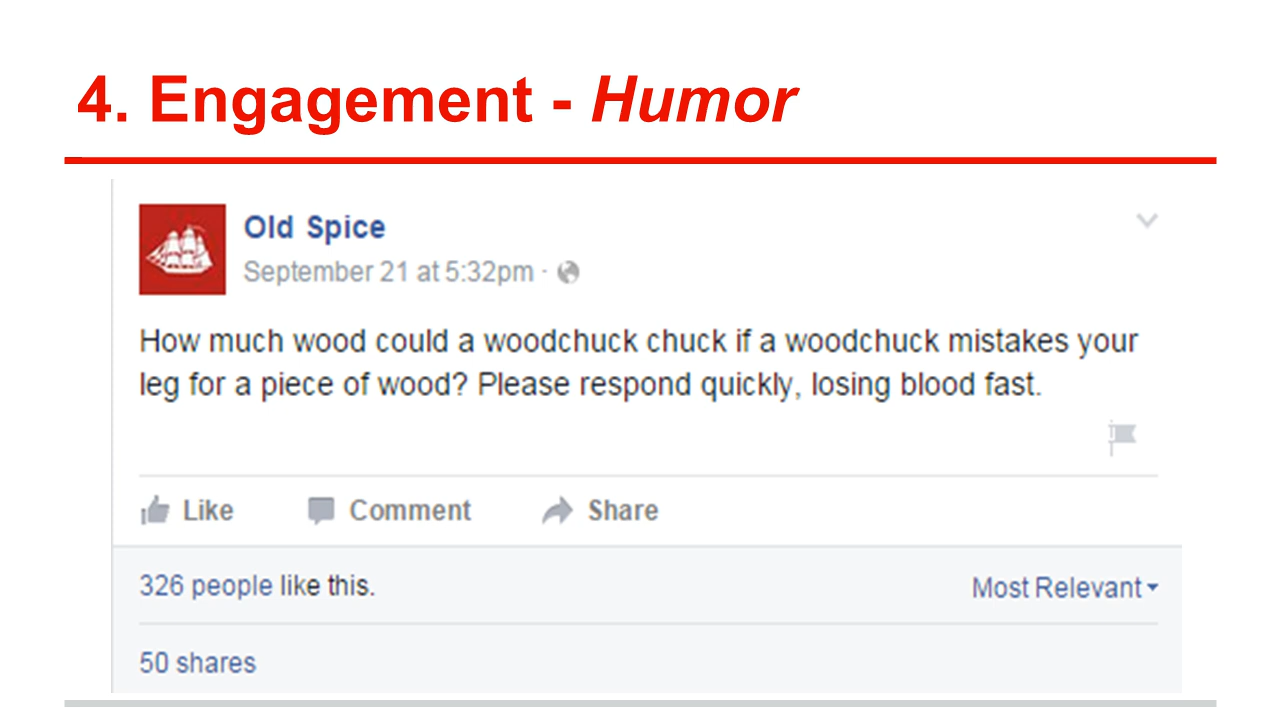 4. Engagement - Humor
Old Spice
September 21 at 5:32pm ·
How much wood could a woodchuck chuck if a woodchuck mistakes your
leg for a piece of wood? Please respond quickly, losing blood fast.
Like Comment Share
326 people like this. Most Relevant
50 shares